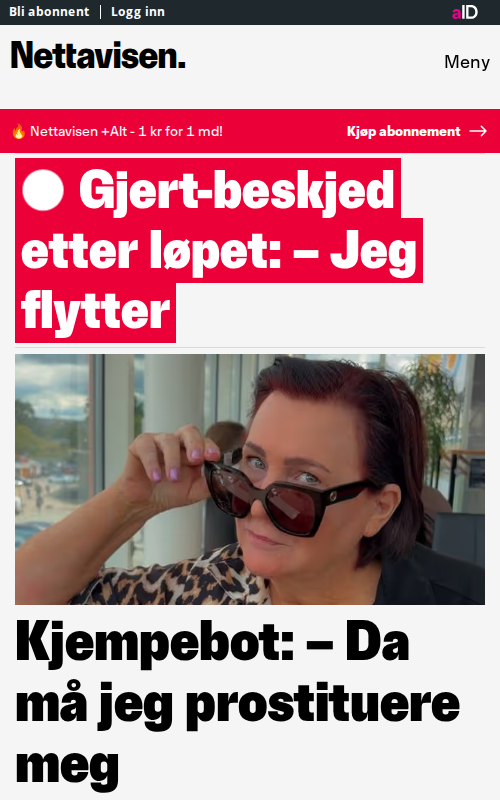 Bli abonnent | Logg inn
aID
Nettavisen.
Meny
🔥 Nettavisen +Alt - 1 kr for 1 md!
Kjøp abonnement →
Gjert-beskjed
etter løpet: – Jeg
flytter
Kjempebot: – Da
må jeg prostituere
meg